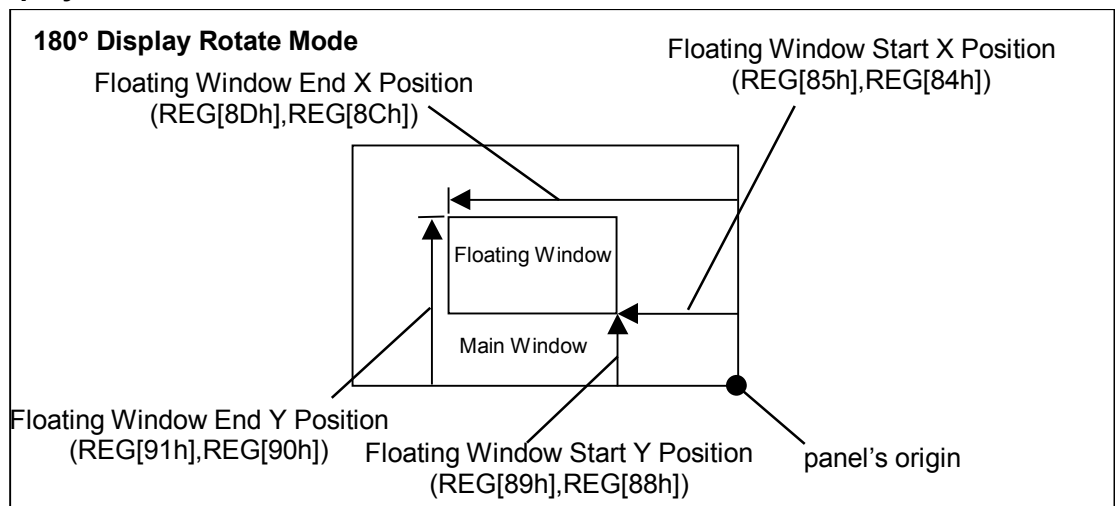 180° Display Rotate Mode
Floating Window Start X Position
(REG[85h],REG[84h])
Floating Window End X Position
(REG[8Dh],REG[8Ch])
Floating Window
Main Window
Floating Window End Y Position
(REG[91h],REG[90h])
Floating Window Start Y Position
(REG[89h],REG[88h])
panel's origin